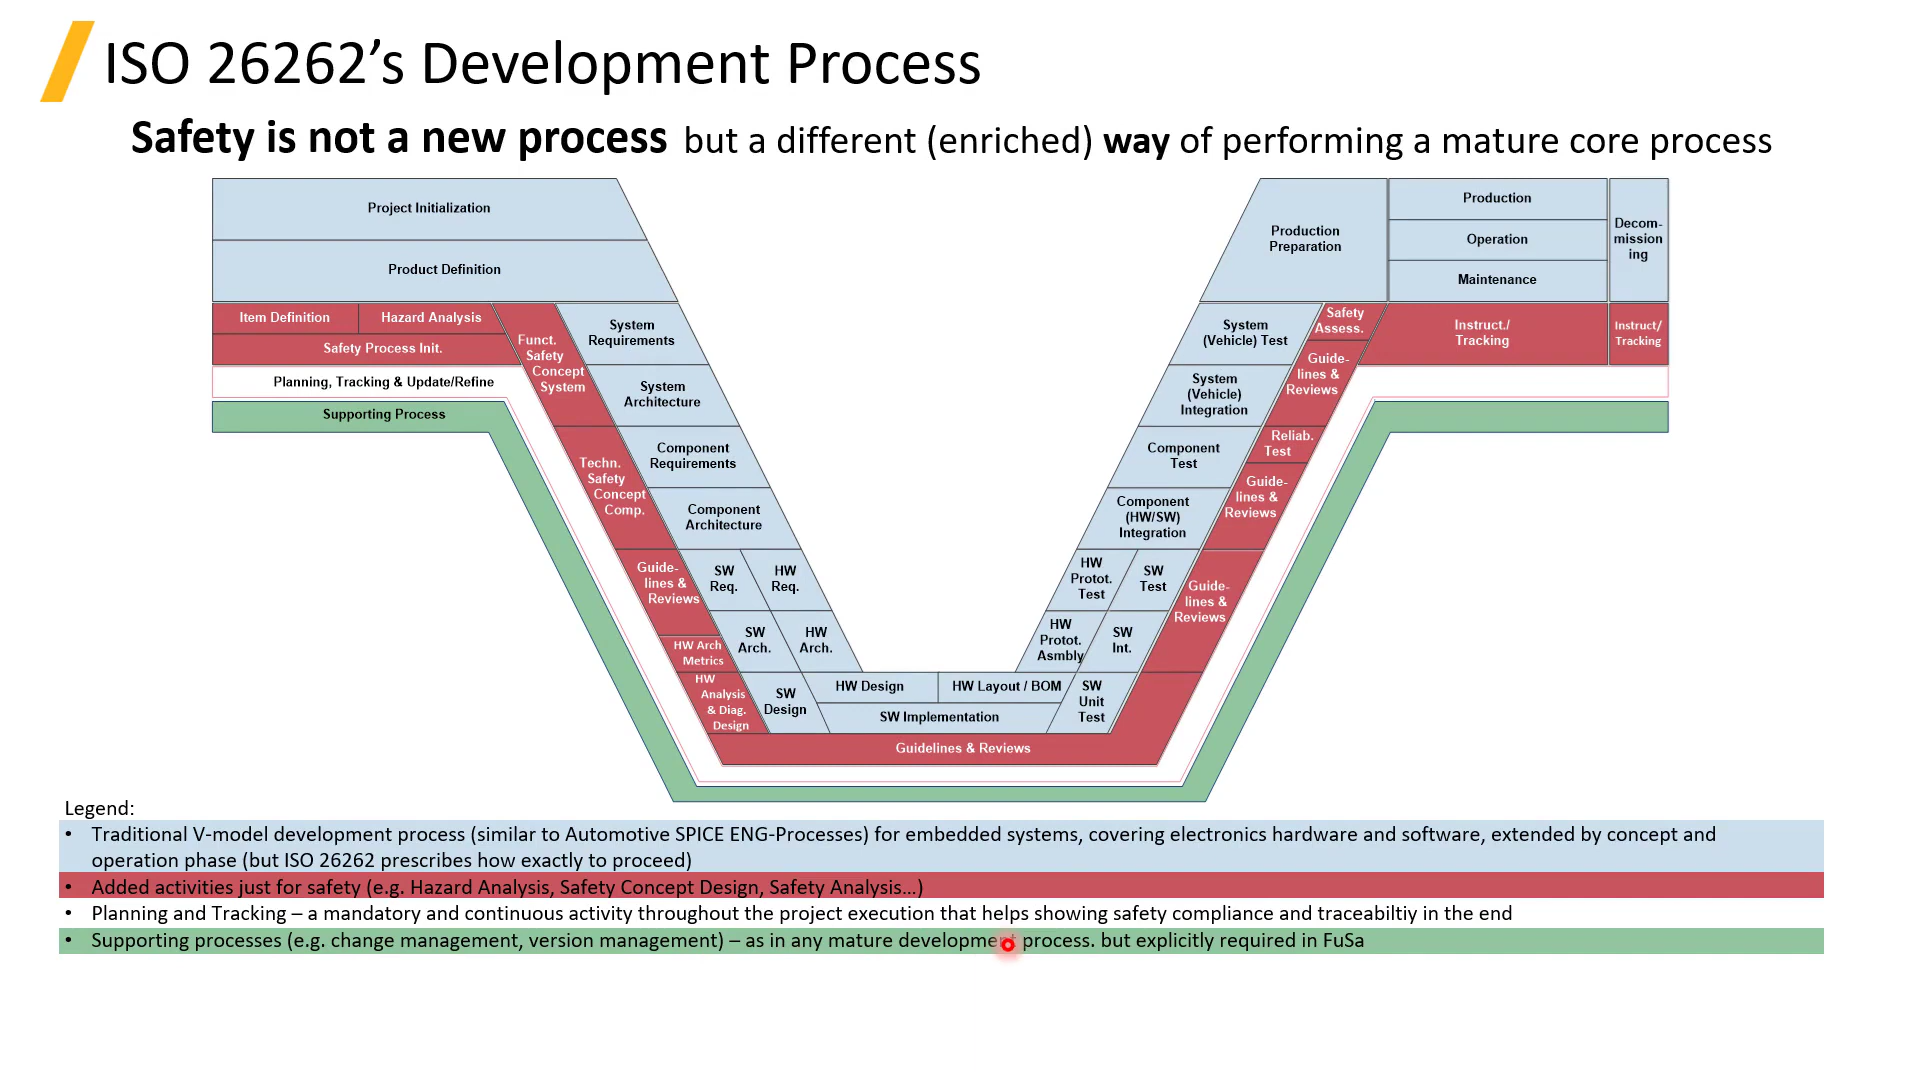 ISO 26262’s Development Process
Safety is not a new process but a different (enriched) way of performing a mature core process
Project Initialization
Product Definition
Item Definition
Hazard Analysis
Safety Process Init.
Planning, Tracking & Update/Refine
Supporting Process
Funct.
Safety
Concept
System
System
Requirements
System
Architecture
Techn.
Safety
Concept
Comp.
Component
Requirements
Component
Architecture
Guide-
lines &
Reviews
SW
Req.
HW
Req.
HW Arch
Metrics
SW
Arch.
HW
Arch.
HW
Analysis
& Diag.
Design
SW
Design
HW Design
HW Layout / BOM
SW Implementation
SW
Unit
Test
Guidelines & Reviews
HW
Protot.
Asmbly
SW
Int.
HW
Protot.
Test
SW
Test
Guide-
lines &
Reviews
Component
(HW/SW)
Integration
Component
Test
Guide-
lines &
Reviews
Reliab.
Test
System
(Vehicle)
Integration
System
(Vehicle) Test
Guide-
lines &
Reviews
Safety
Assess.
Production
Preparation
Production
Operation
Maintenance
Decom-
mission
ing
Instruct./
Tracking
Instruct/
Tracking
Legend:
• Traditional V-model development process (similar to Automotive SPICE ENG-Processes) for embedded systems, covering electronics hardware and software, extended by concept and
operation phase (but ISO 26262 prescribes how exactly to proceed)
• Added activities just for safety (e.g. Hazard Analysis, Safety Concept Design, Safety Analysis…)
• Planning and Tracking – a mandatory and continuous activity throughout the project execution that helps showing safety compliance and traceabiltiy in the end
• Supporting processes (e.g. change management, version management) – as in any mature development process. but explicitly required in FuSa